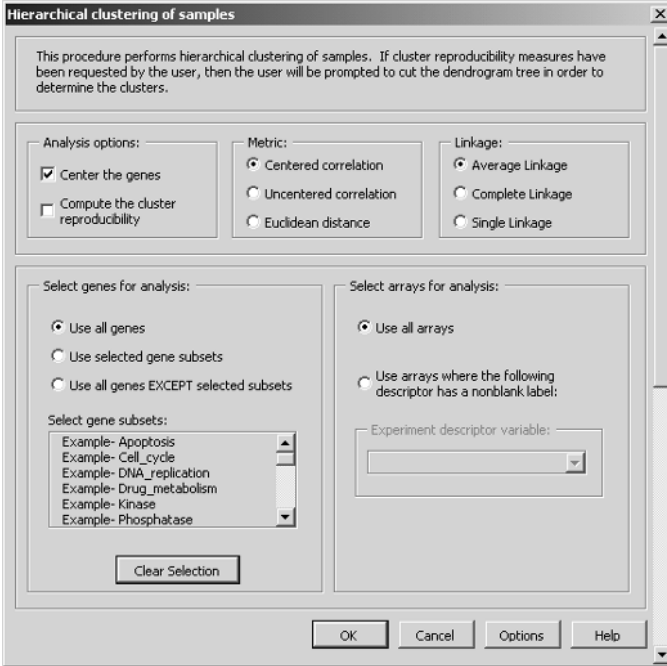 Hierarchical clustering of samples
This procedure performs hierarchical clustering of samples. If cluster reproducibility measures have
been requested by the user, then the user will be prompted to cut the dendrogram tree in order to
determine the clusters.
Analysis options:
Center the genes
Compute the cluster
reproducibility
Metric:
Centered correlation
Uncentered correlation
Euclidean distance
Linkage:
Average Linkage
Complete Linkage
Single Linkage
Select genes for analysis:
Use all genes
Use selected gene subsets
Use all genes EXCEPT selected subsets
Select gene subsets:
Example- Apoptosis
Example- Cell_cycle
Example- DNA_replication
Example- Drug_metabolism
Example- Kinase
Example- Phosphatase
Clear Selection
Select arrays for analysis:
Use all arrays
Use arrays where the following
descriptor has a nonblank label:
Experiment descriptor variable:
OK
Cancel
Options
Help